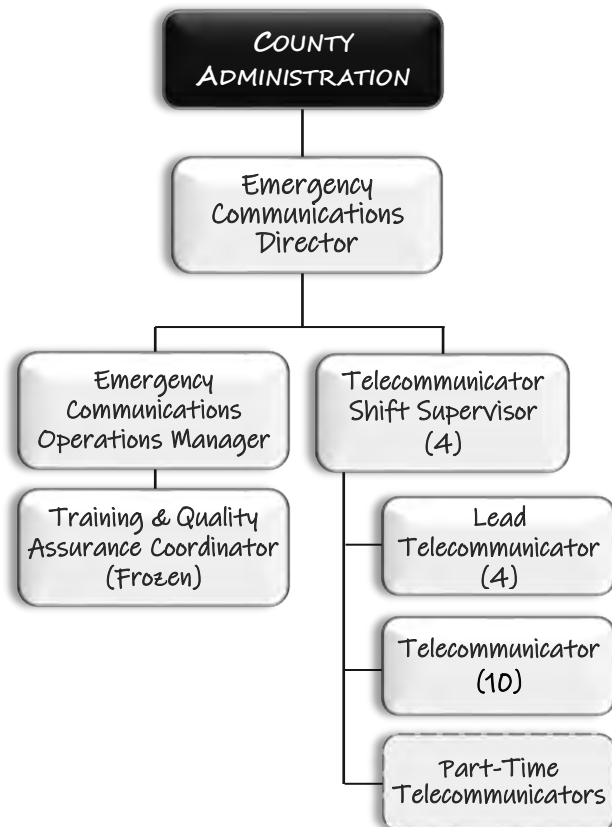 COUNTY
ADMINISTRATION
Emergency
Communications
Director
Emergency
Communications
Operations Manager
Telecommunicator
Shift Supervisor
(4)
Training & Quality
Assurance Coordinator
(Frozen)
Lead
Telecommunicator
(4)
Telecommunicator
(10)
Part-Time
Telecommunicators